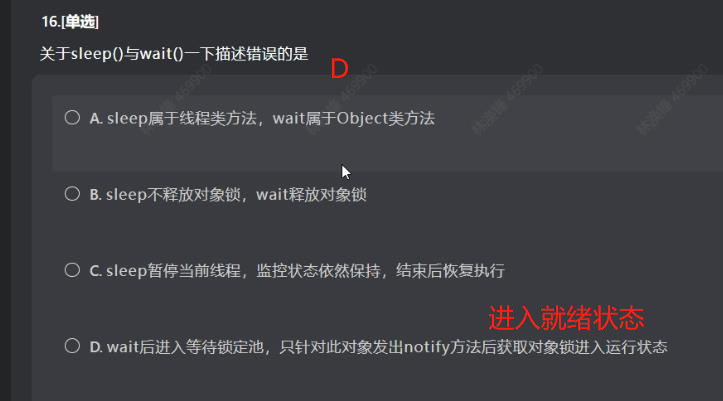 16.[单选]
关于sleep()与wait()一下描述错误的是
D
A. sleep属于线程类方法，wait属于Object类方法
B. sleep不释放对象锁，wait释放对象锁
C. sleep暂停当前线程，监控状态依然保持，结束后恢复执行
进入就绪状态
D. wait后进入等待锁定池，只针对此对象发出notify方法后获取对象锁进入运行状态